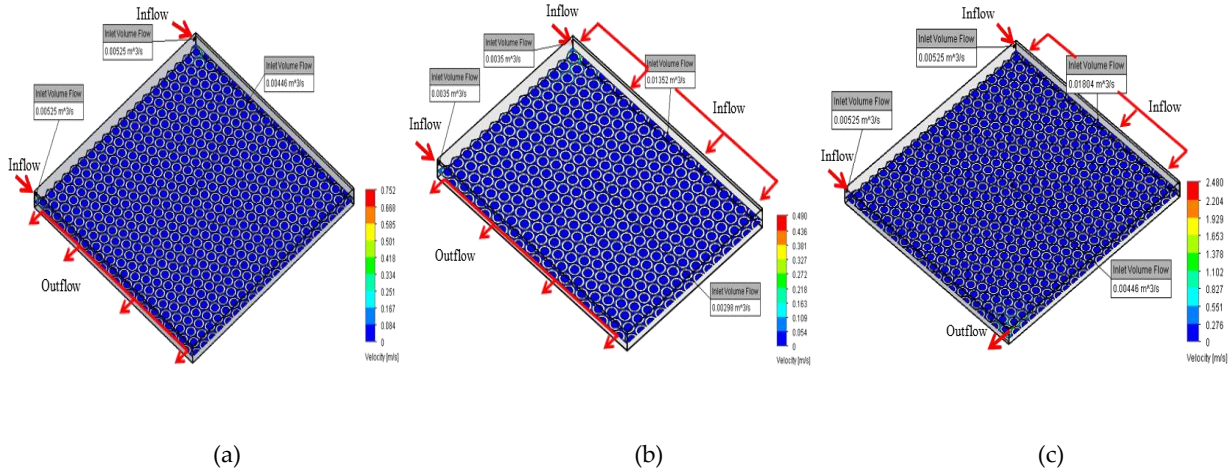 Inflow
Inlet Volume Flow
0.00525 m^3/s
Inlet Volume Flow
0.00446 m^3/s
Inlet Volume Flow
0.00525 m^3/s
Inflow
Outflow
0.752
0.668
0.585
0.501
0.418
0.334
0.251
0.167
0.084
0
Velocity [m/s]
(a)
Inflow
Inlet Volume Flow
0.0035 m^3/s
Inlet Volume Flow
0.01352 m^3/s
Inflow
Inlet Volume Flow
0.0035 m^3/s
Inflow
Outflow
Inlet Volume Flow
0.00298 m^3/s
0.490
0.436
0.381
0.327
0.272
0.218
0.163
0.109
0.054
0
Velocity [m/s]
(b)
Inflow
Inlet Volume Flow
0.00525 m^3/s
Inlet Volume Flow
0.01804 m^3/s
Inflow
Inlet Volume Flow
0.00525 m^3/s
Inflow
Inlet Volume Flow
0.00446 m^3/s
Outflow
2.480
2.204
1.929
1.653
1.378
1.102
0.827
0.551
0.276
0
Velocity [m/s]
(c)